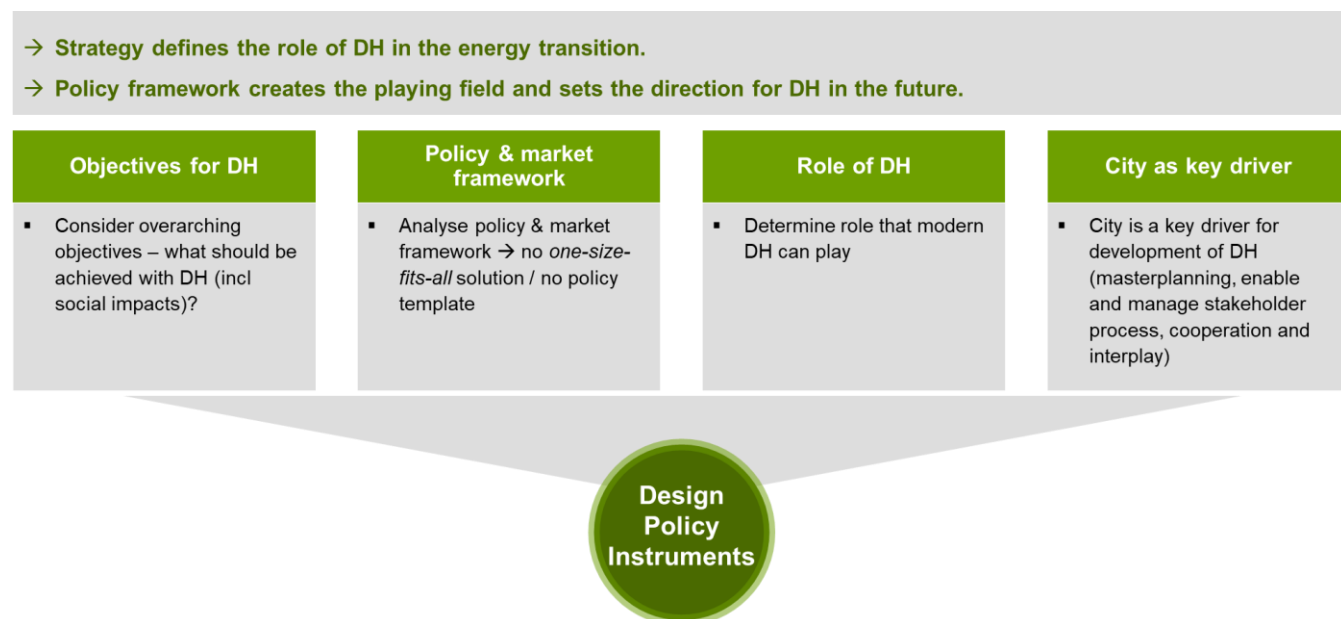 → Strategy defines the role of DH in the energy transition.
→ Policy framework creates the playing field and sets the direction for DH in the future.
Objectives for DH
▪ Consider overarching
objectives – what should be
achieved with DH (incl
social impacts)?
Policy & market
framework
▪ Analyse policy & market
framework → no one-size-
fits-all solution / no policy
template
Role of DH
▪ Determine role that modern
DH can play
City as key driver
▪ City is a key driver for
development of DH
(masterplanning, enable
and manage stakeholder
process, cooperation and
interplay)
Design
Policy
Instruments